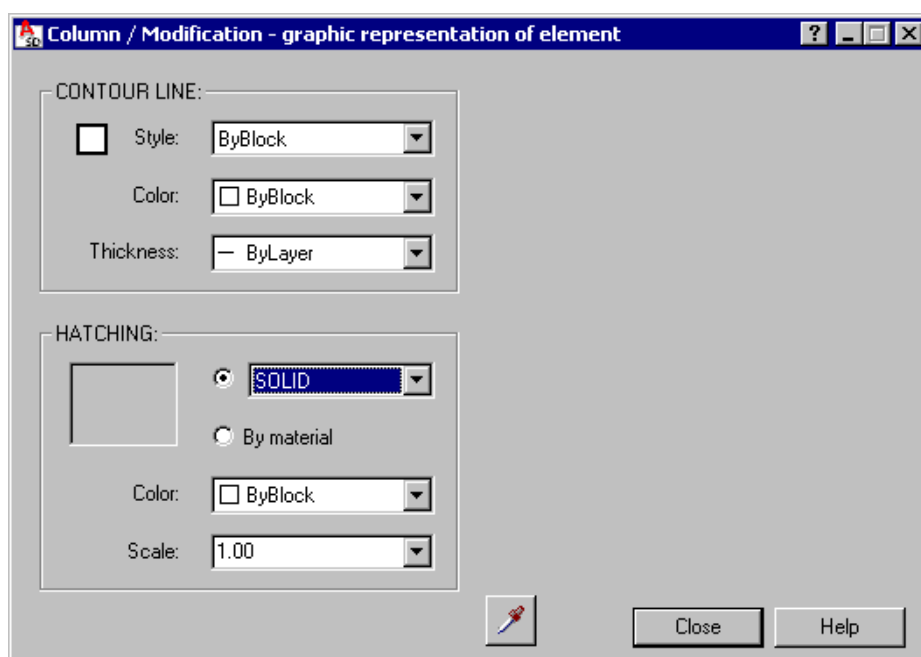 ASD Column / Modification - graphic representation of element ?
CONTOUR LINE:
Style: ByBlock
Color: ByBlock
Thickness: ByLayer
HATCHING:
SOLID
By material
Color: ByBlock
Scale: 1.00
Close Help